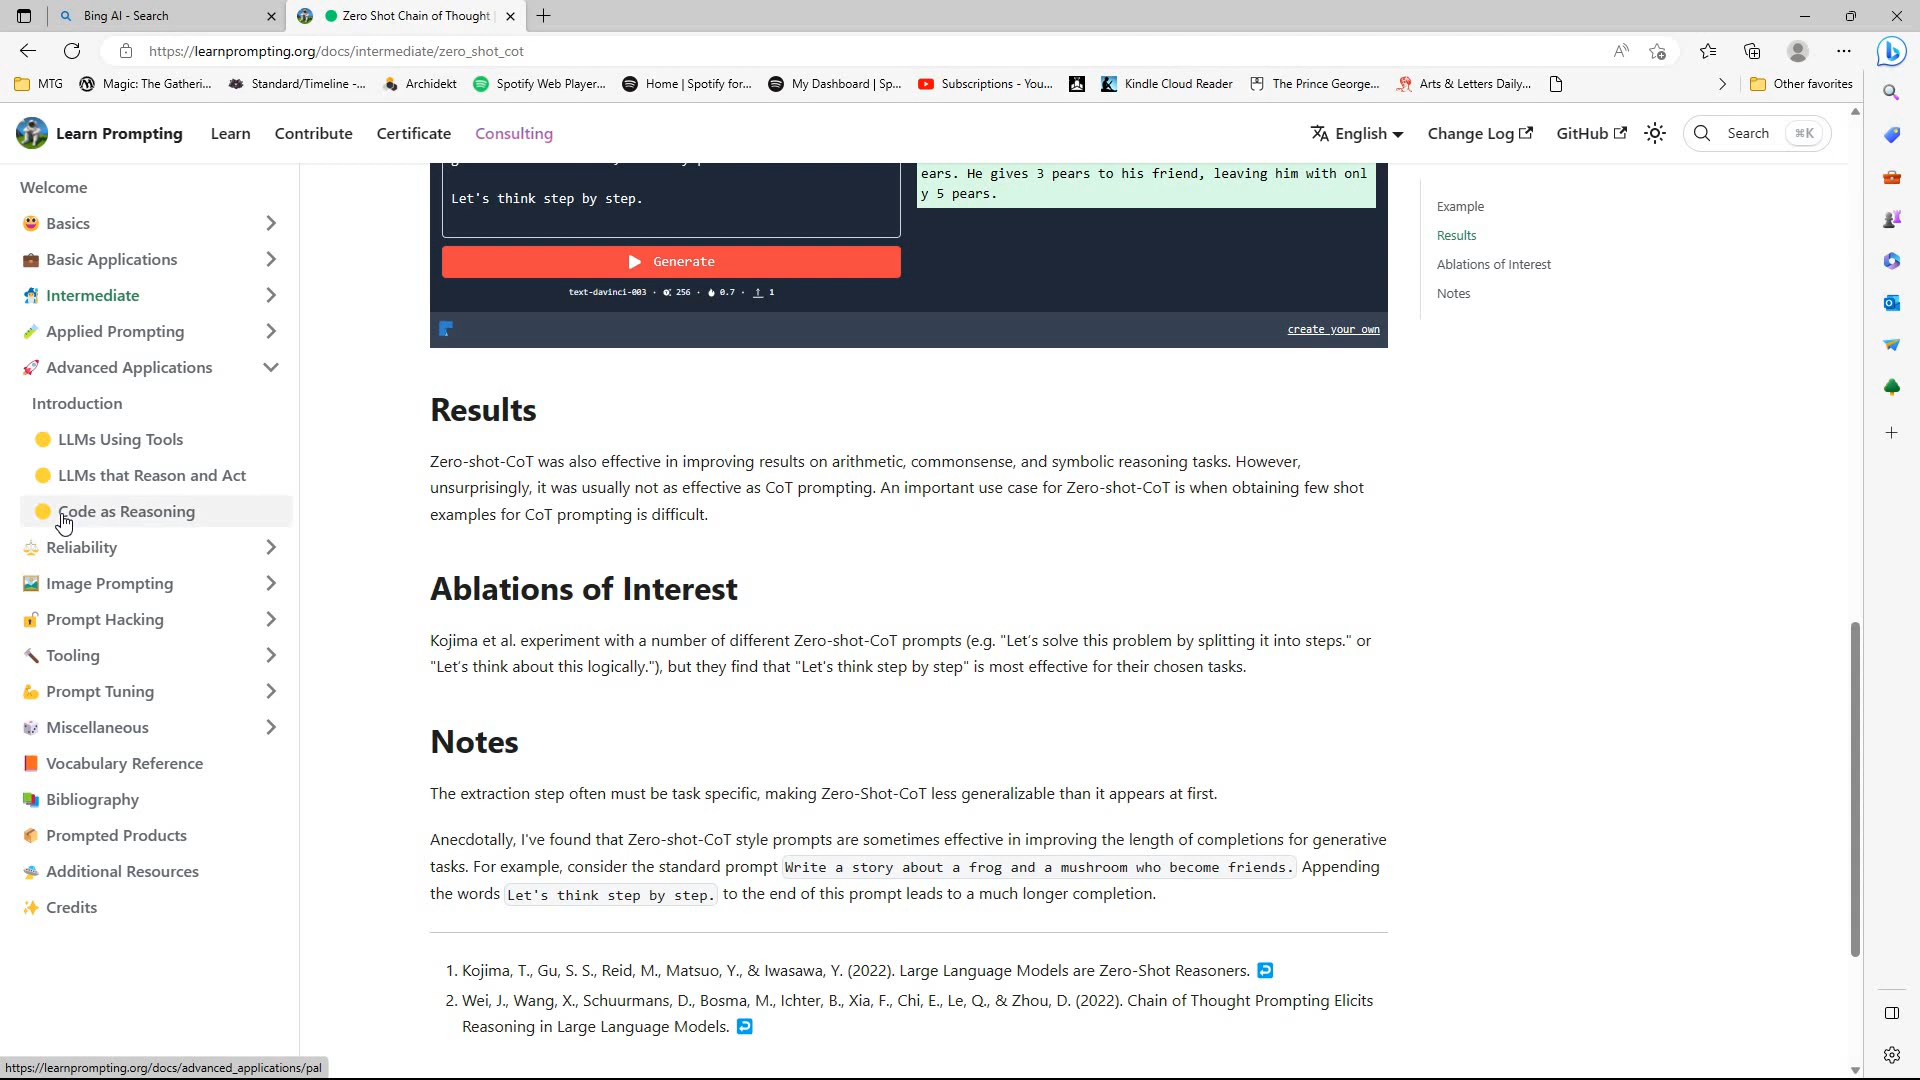 Bing AI - Search
Zero Shot Chain of Thought
https://learnprompting.org/docs/intermediate/zero_shot_cot
MTG
Magic: The Gatheri...
Standard/Timeline -...
Archidekt
Spotify Web Player...
Home | Spotify for...
My Dashboard | Sp...
Subscriptions - You...
Kindle Cloud Reader
The Prince George...
Arts & Letters Daily...
Other favorites
Learn Prompting
Learn
Contribute
Certificate
Consulting
English
Change Log
GitHub
Search
⌘K
Welcome
Basics
Basic Applications
Intermediate
Applied Prompting
Advanced Applications
Introduction
LLMs Using Tools
LLMs that Reason and Act
Code as Reasoning
Reliability
Image Prompting
Prompt Hacking
Tooling
Prompt Tuning
Miscellaneous
Vocabulary Reference
Bibliography
Prompted Products
Additional Resources
Credits
Let's think step by step.
ears. He gives 3 pears to his friend, leaving him with onl
y 5 pears.
Generate
text-davinci-003 · 256 · 0.7 · 1
create your own
Results
Zero-shot-CoT was also effective in improving results on arithmetic, commonsense, and symbolic reasoning tasks. However,
unsurprisingly, it was usually not as effective as CoT prompting. An important use case for Zero-shot-CoT is when obtaining few shot
examples for CoT prompting is difficult.
Ablations of Interest
Kojima et al. experiment with a number of different Zero-shot-CoT prompts (e.g. "Let's solve this problem by splitting it into steps." or
"Let's think about this logically."), but they find that "Let's think step by step" is most effective for their chosen tasks.
Notes
The extraction step often must be task specific, making Zero-Shot-CoT less generalizable than it appears at first.
Anecdotally, I've found that Zero-shot-CoT style prompts are sometimes effective in improving the length of completions for generative
tasks. For example, consider the standard prompt Write a story about a frog and a mushroom who become friends. Appending
the words Let's think step by step. to the end of this prompt leads to a much longer completion.
1. Kojima, T., Gu, S. S., Reid, M., Matsuo, Y., & Iwasawa, Y. (2022). Large Language Models are Zero-Shot Reasoners.
2. Wei, J., Wang, X., Schuurmans, D., Bosma, M., Ichter, B., Xia, F., Chi, E., Le, Q., & Zhou, D. (2022). Chain of Thought Prompting Elicits
Reasoning in Large Language Models.
Example
Results
Ablations of Interest
Notes
https://learnprompting.org/docs/advanced_applications/pal